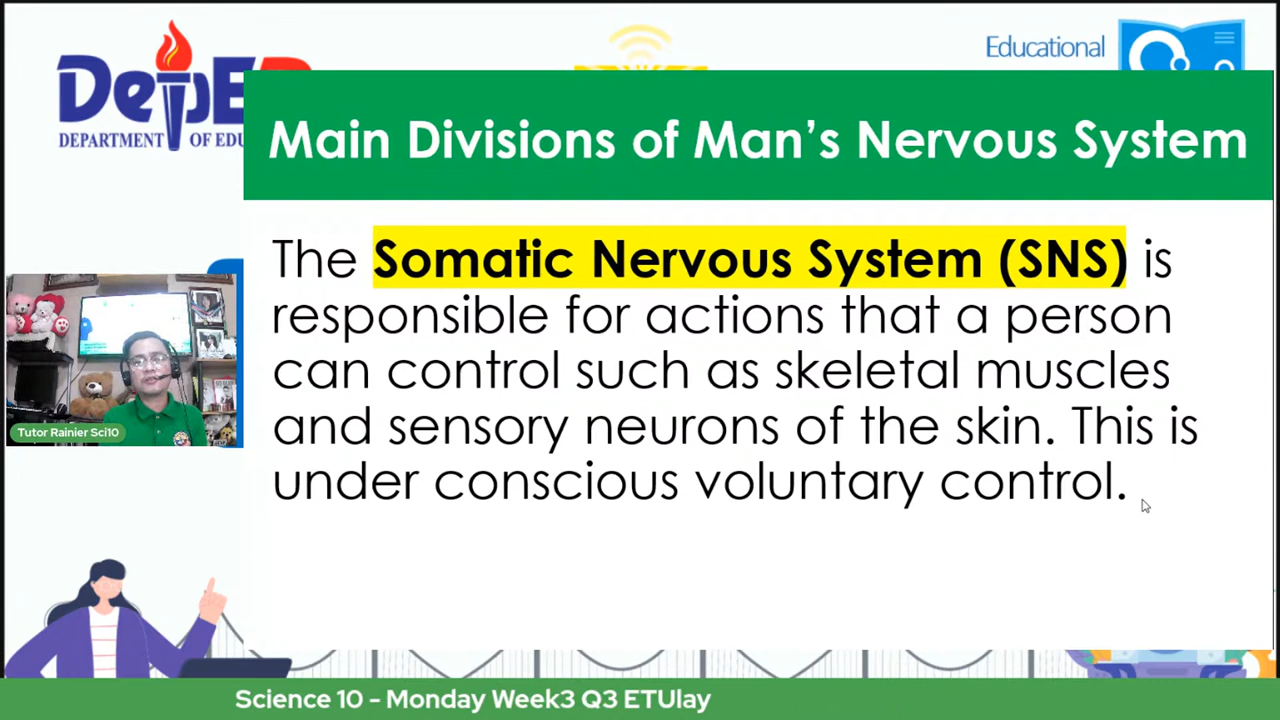 DepED
DEPARTMENT OF EDU
Educational
Main Divisions of Man's Nervous System
The Somatic Nervous System (SNS) is
responsible for actions that a person
can control such as skeletal muscles
and sensory neurons of the skin. This is
under conscious voluntary control.
Tutor Rainier Sci10
Science 10 - Monday Week3 Q3 ETUlay